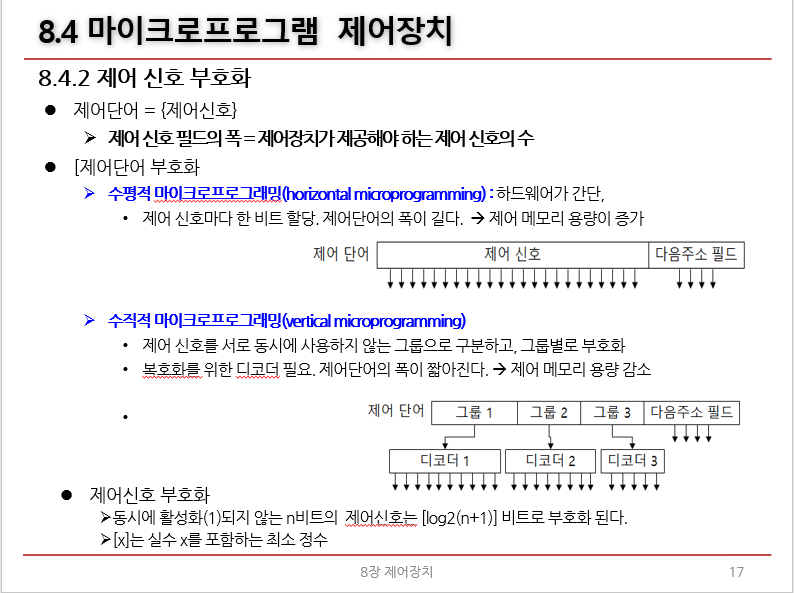 8.4 마이크로프로그램 제어장치
8.4.2 제어 신호 부호화
● 제어단어 = {제어신호}
➢ 제어 신호 필드의 폭 = 제어장치가 제공해야 하는 제어 신호의 수
● [제어단어 부호화
➢ 수평적 마이크로프로그래밍(horizontal microprogramming) : 하드웨어가 간단,
• 제어 신호마다 한 비트 할당. 제어단어의 폭이 길다. → 제어 메모리 용량이 증가
제어 단어 제어 신호 다음주소 필드
➢ 수직적 마이크로프로그래밍(vertical microprogramming)
• 제어 신호를 서로 동시에 사용하지 않는 그룹으로 구분하고, 그룹별로 부호화
• 복호화를 위한 디코더 필요. 제어단어의 폭이 짧아진다. → 제어 메모리 용량 감소
•
제어 단어 그룹 1 그룹 2 그룹 3 다음주소 필드
디코더 1 디코더 2 디코더 3
● 제어신호 부호화
➢동시에 활성화(1)되지 않는 n비트의 제어신호는 [log2(n+1)] 비트로 부호화 된다.
➢[x]는 실수 x를 포함하는 최소 정수
8장 제어장치 17